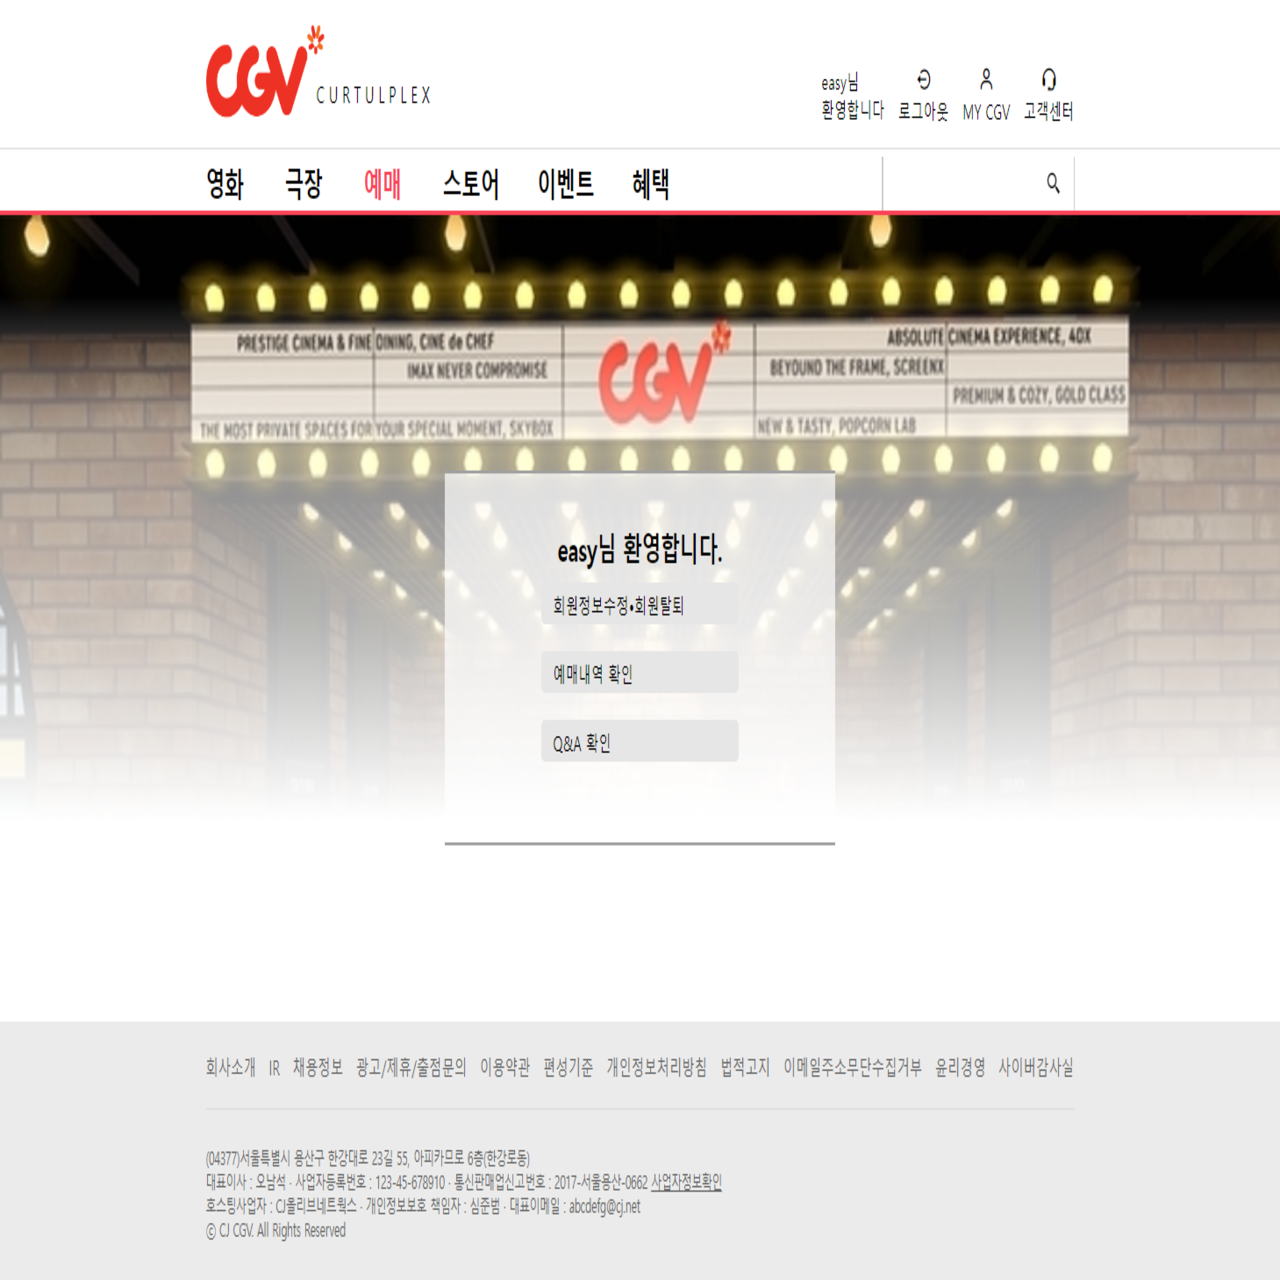 CGV CURTULPLEX
easy님
환영합니다 로그아웃 MY CGV 고객센터
영화 극장 예매 스토어 이벤트 혜택
PRESTIGE CINEMA & FINE DINING, CINE de CHEF
IMAX NEVER COMPROMISE
THE MOST PRIVATE SPACES FOR YOUR SPECIAL MOMENT, SKYBOX
CGV
ABSOLUTE CINEMA EXPERIENCE, 4DX
BEYOUND THE FRAME, SCREENX
PREMIUM & COZY, GOLD CLASS
NEW & TASTY, POPCORN LAB
easy님 환영합니다.
회원정보수정•회원탈퇴
예매내역 확인
Q&A 확인
회사소개 IR 채용정보 광고/제휴/출점문의 이용약관 편성기준 개인정보처리방침 법적고지 이메일주소무단수집거부 윤리경영 사이버감사실
(04377)서울특별시 용산구 한강대로 23길 55, 아피카므로 6층(한강로동)
대표이사 : 오남석 · 사업자등록번호 : 123-45-678910 · 통신판매업신고번호 : 2017-서울용산-0662 사업자정보확인
호스팅사업자 : CJ올리브네트웍스 · 개인정보보호 책임자 : 심준범 · 대표이메일 : abcdefg@cj.net
© CJ CGV. All Rights Reserved